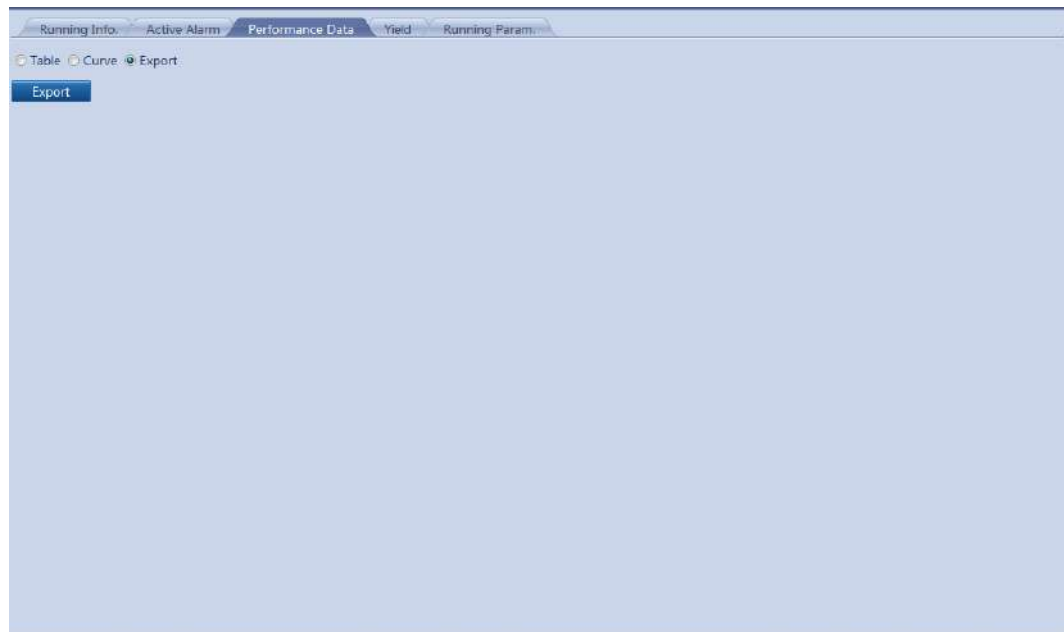 Running Info. Active Alarm Performance Data Yield Running Param.
Table Curve Export
Export